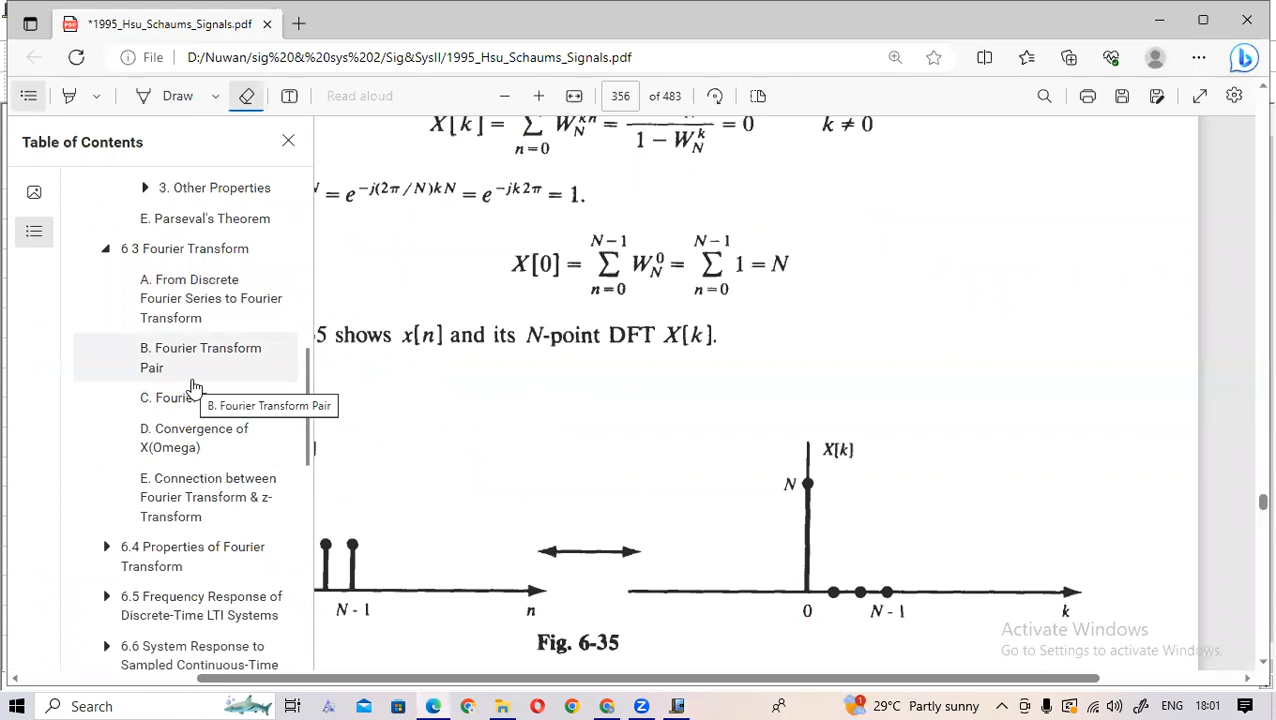 *1995_Hsu_Schaums_Signals.pdf
File
D:/Nuwan/sig%20&%20sys%202/Sig&SysII/1995_Hsu_Schaums_Signals.pdf
Draw
Read aloud
356 of 483
Table of Contents
3. Other Properties
E. Parseval's Theorem
6 3 Fourier Transform
A. From Discrete
Fourier Series to Fourier
Transform
B. Fourier Transform
Pair
C. Fourie
B. Fourier Transform Pair
D. Convergence of
X(Omega)
E. Connection between
Fourier Transform & z-
Transform
6.4 Properties of Fourier
Transform
6.5 Frequency Response of
Discrete-Time LTI Systems
6.6 System Response to
Sampled Continuous-Time
X[k] = ∑ W_N^{kn} = ─── / 1 − W_N^k = 0 k ≠ 0
n=0
= e^{−j(2π/N)kN} = e^{−jk2π} = 1.
N−1 N−1
X[0] = ∑ W_N^0 = ∑ 1 = N
n=0 n=0
5 shows x[n] and its N-point DFT X[k].
X[k]
N
N - 1 n
0 N - 1 k
Fig. 6-35
Activate Windows
Go to Settings to activate Windows.
Search
29°C Partly sunny
ENG 18:01